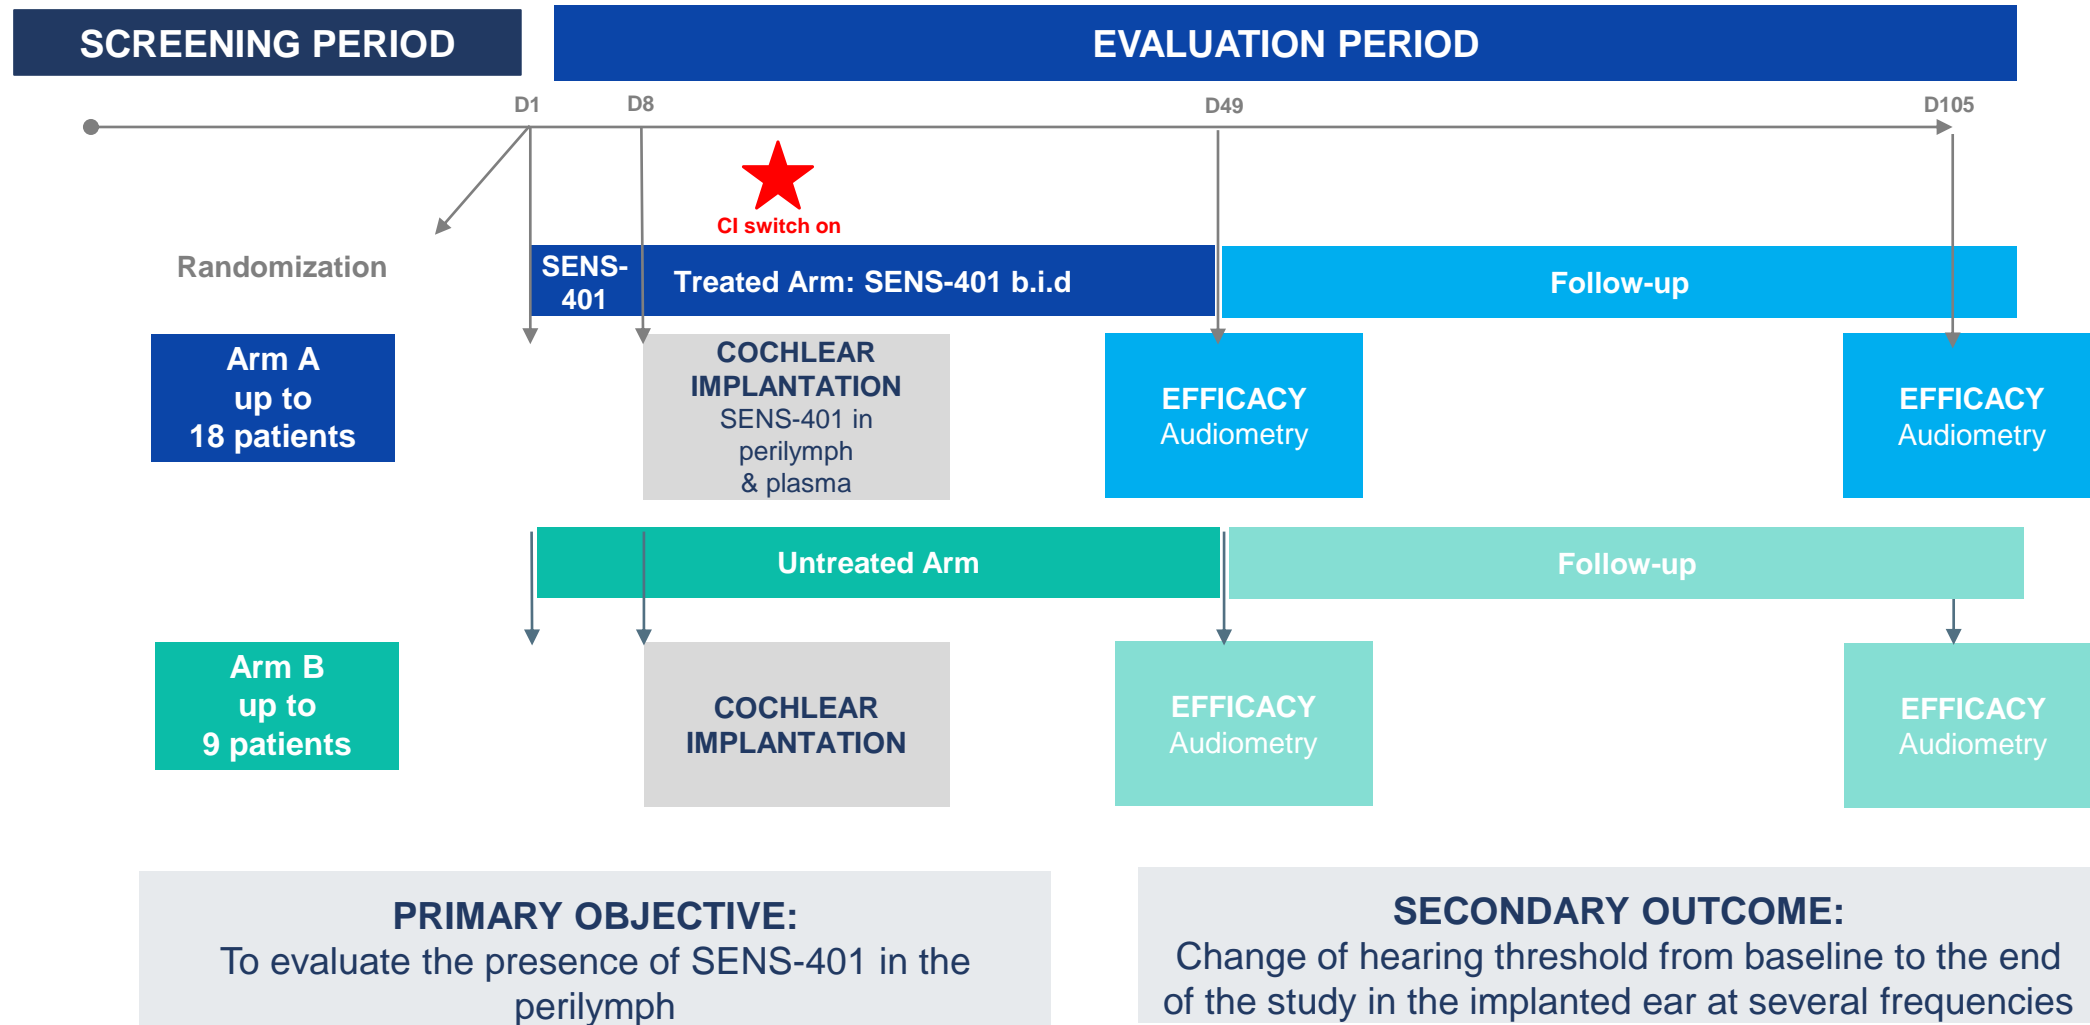 SCREENING PERIOD
EVALUATION PERIOD
D1
D8
D49
D105
CI switch on
Randomization
SENS-
401
Treated Arm: SENS-401 b.i.d
Follow-up
Arm A
up to
18 patients
COCHLEAR
IMPLANTATION
SENS-401 in
perilymph
& plasma
EFFICACY
Audiometry
EFFICACY
Audiometry
Untreated Arm
Follow-up
Arm B
up to
9 patients
COCHLEAR
IMPLANTATION
EFFICACY
Audiometry
EFFICACY
Audiometry
PRIMARY OBJECTIVE:
To evaluate the presence of SENS-401 in the
perilymph
SECONDARY OUTCOME:
Change of hearing threshold from baseline to the end
of the study in the implanted ear at several frequencies